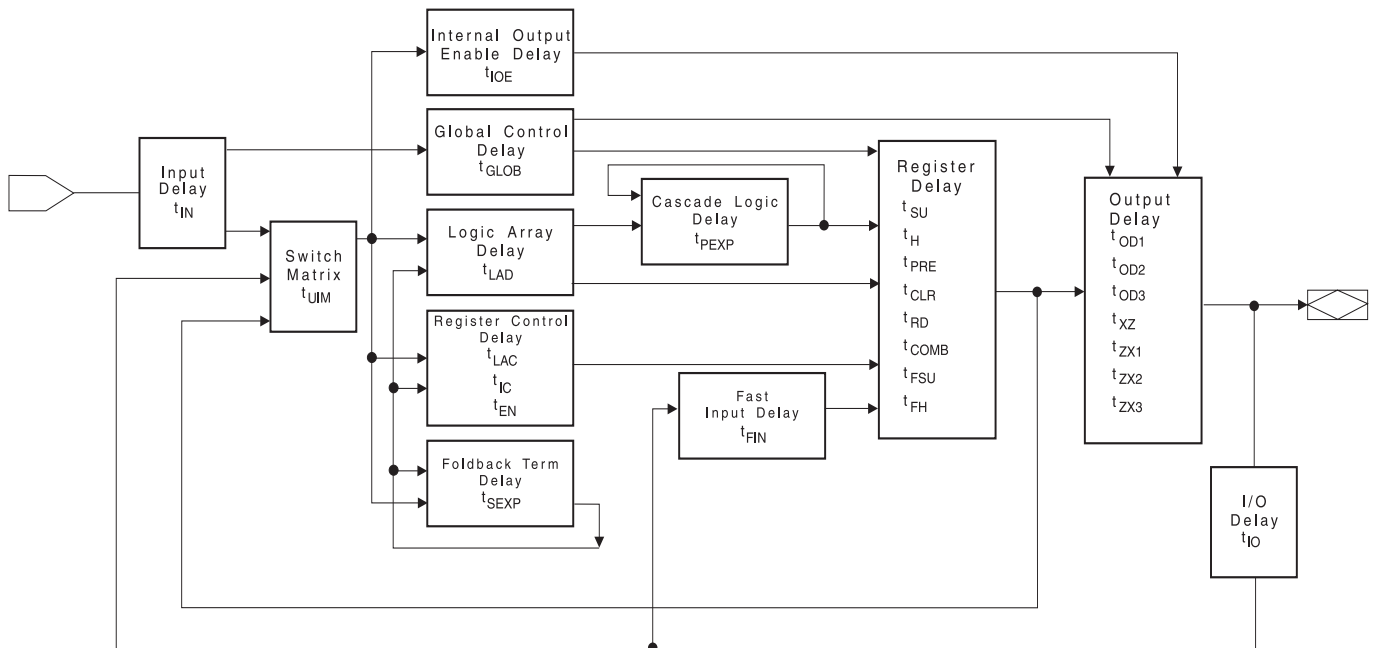 Internal Output
Enable Delay
tIOE
Global Control
Delay
tGLOB
Input
Delay
tIN
Switch
Matrix
tUIM
Logic Array
Delay
tLAD
Cascade Logic
Delay
tPEXP
Register Control
Delay
tLAC
tIC
tEN
Fast
Input Delay
tFIN
Foldback Term
Delay
tSEXP
Register
Delay
tSU
tH
tPRE
tCLR
tRD
tCOMB
tFSU
tFH
Output
Delay
tOD1
tOD2
tOD3
tXZ
tZX1
tZX2
tZX3
I/O
Delay
tIO